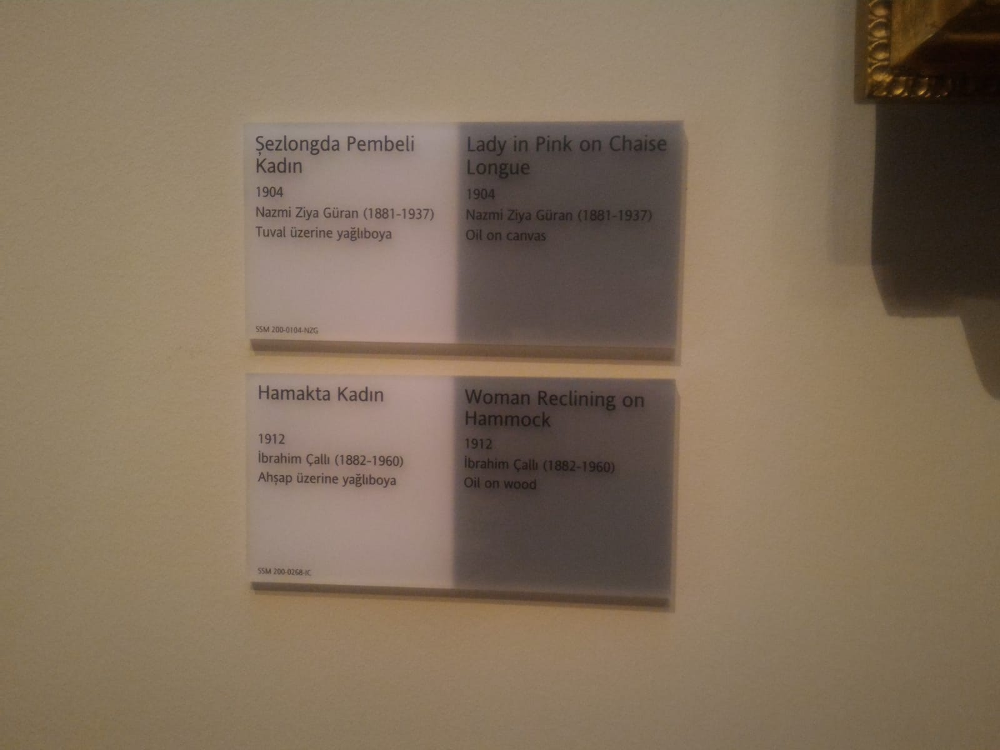 Şezlongda Pembeli
Kadın
1904
Nazmi Ziya Güran (1881-1937)
Tuval üzerine yağlıboya
SSM 200-0104-NZG
Lady in Pink on Chaise
Longue
1904
Nazmi Ziya Güran (1881-1937)
Oil on canvas
Hamakta Kadın
1912
İbrahim Çallı (1882-1960)
Ahşap üzerine yağlıboya
SSM 200-0268-IC
Woman Reclining on
Hammock
1912
İbrahim Çallı (1882-1960)
Oil on wood